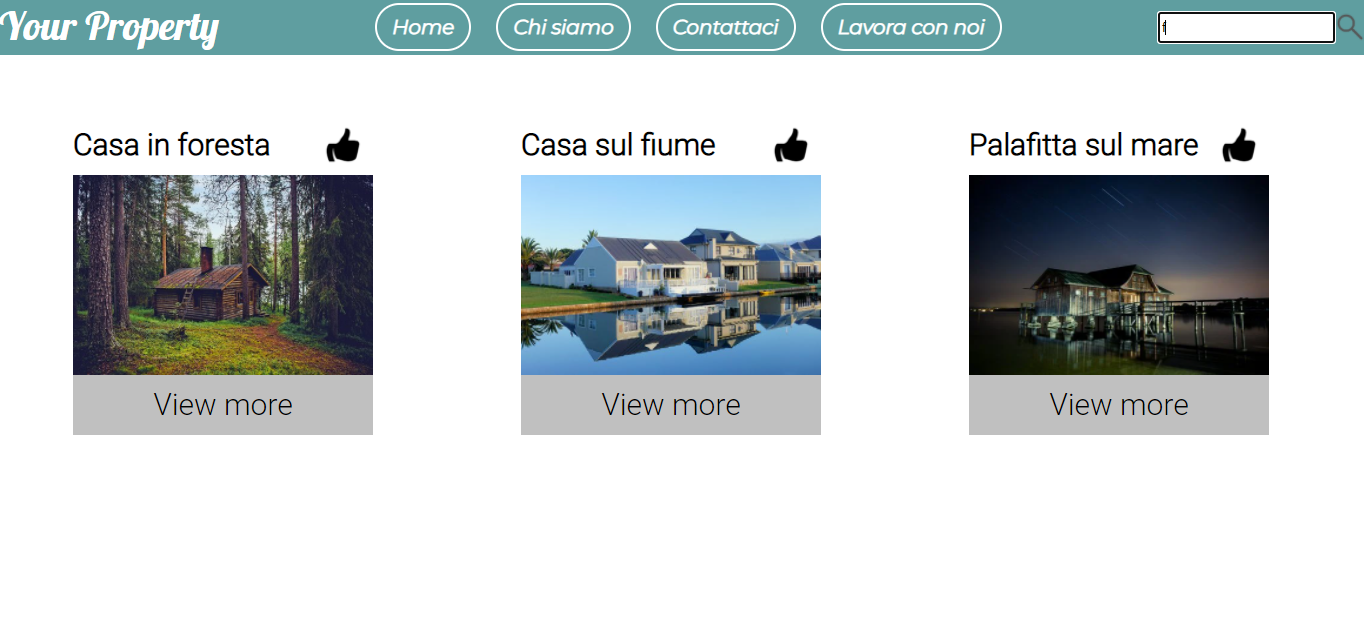 Your Property
Home
Chi siamo
Contattaci
Lavora con noi
f
Casa in foresta
Casa sul fiume
Palafitta sul mare
View more
View more
View more